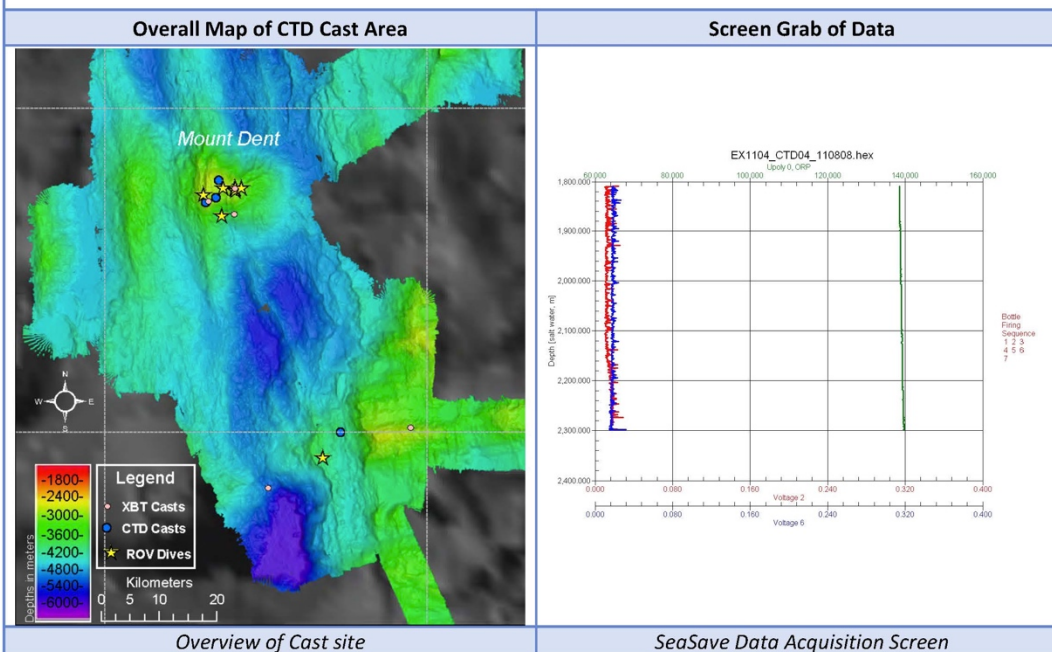 Overall Map of CTD Cast Area
Screen Grab of Data
Mount Dent
N
W E
S
-1800-
-2400-
-3000-
-3600-
-4200-
-4800-
-5400-
-6000-
Depths in meters
Legend
XBT Casts
CTD Casts
ROV Dives
Kilometers
0 5 10 20
EX1104_CTD04_110808.hex
Upoly 0, ORP
60.000 80.000 100.000 120.000 140.000 160.000
1,800.000
1,900.000
2,000.000
2,100.000
2,200.000
2,300.000
2,400.000
Depth [salt water, m]
Bottle
Firing
Sequence
1 2 3
4 5 6
7
0.000 0.080 0.160 0.240 0.320 0.400
Voltage 2
0.000 0.080 0.160 0.240 0.320 0.400
Voltage 6
Overview of Cast site
SeaSave Data Acquisition Screen